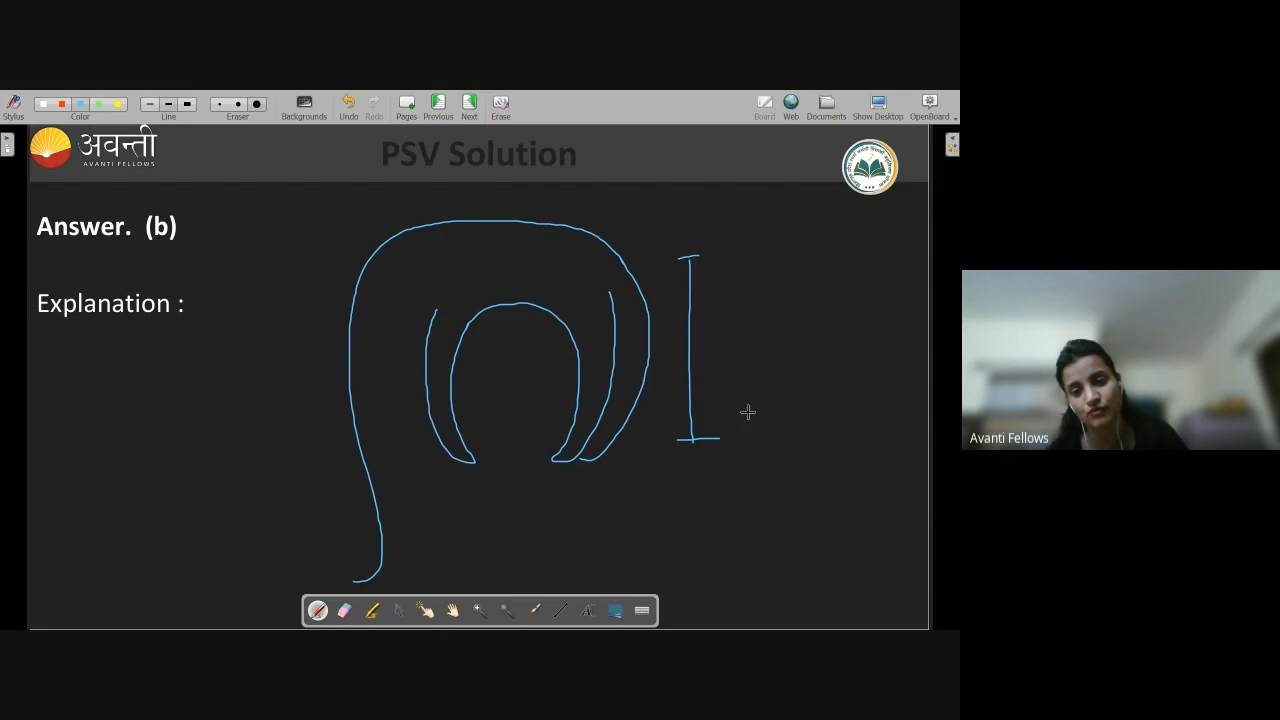 Stylus
Color
Line
Eraser
Backgrounds
Undo
Redo
Pages
Previous
Next
Erase
Board
Web
Documents
Show Desktop
OpenBoard
अवन्ती
AVANTI FELLOWS
PSV Solution
Answer. (b)
Explanation :
Avanti Fellows